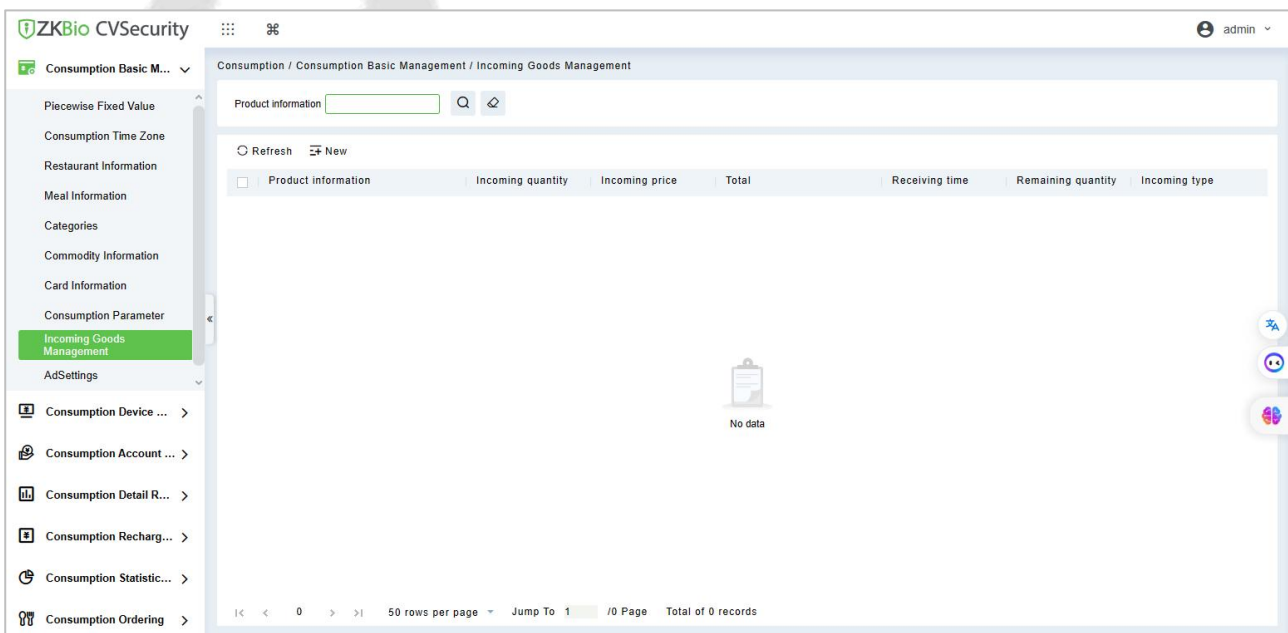 ZKBio CVSecurity
admin
Consumption Basic M...
Piecewise Fixed Value
Consumption Time Zone
Restaurant Information
Meal Information
Categories
Commodity Information
Card Information
Consumption Parameter
Incoming Goods
Management
AdSettings
Consumption Device ...
Consumption Account ...
Consumption Detail R...
Consumption Recharg...
Consumption Statistic...
Consumption Ordering
Consumption / Consumption Basic Management / Incoming Goods Management
Product information
Refresh New
Product information Incoming quantity Incoming price Total Receiving time Remaining quantity Incoming type
No data
0 50 rows per page Jump To 1 /0 Page Total of 0 records